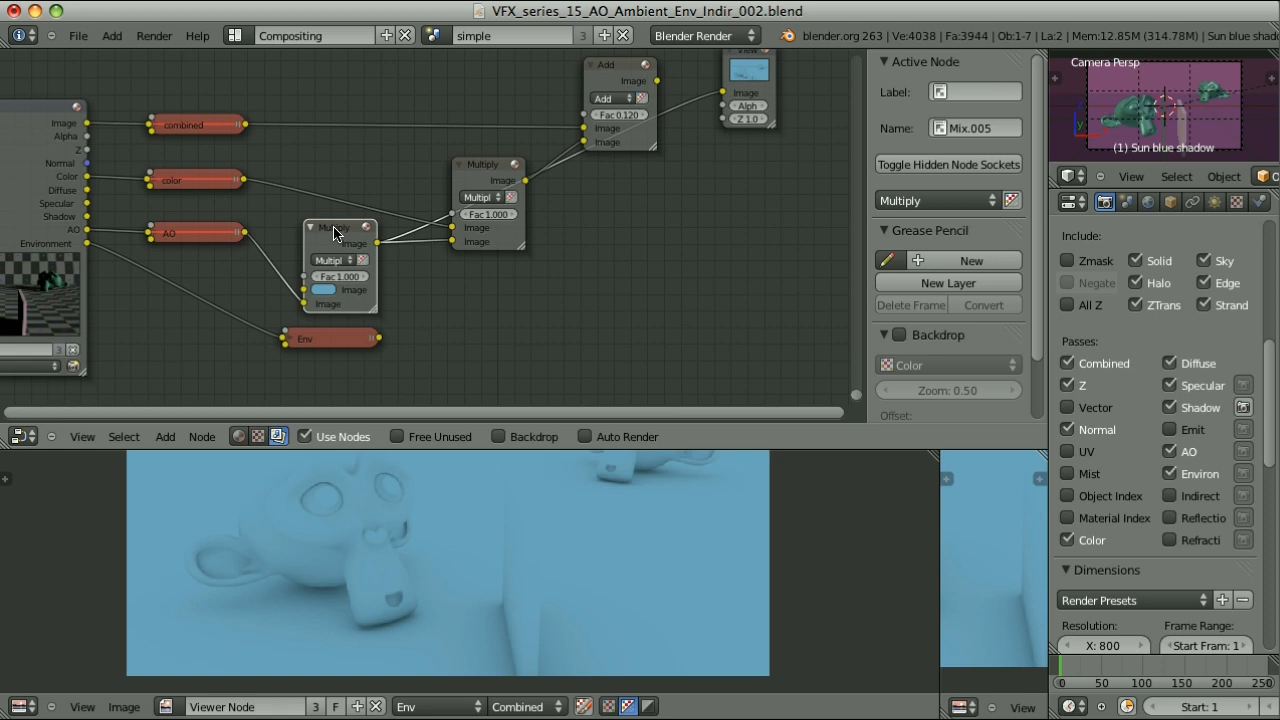 VFX_series_15_AO_Ambient_Env_Indir_002.blend
File Add Render Help Compositing simple 3 Blender Render blender.org 263 | Ve:4038 | Fa:3944 | Ob:1-7 | La:2 | Mem:12.85M (314.78M) | Sun blue shado
Image
Alpha
Z
Normal
Color
Diffuse
Specular
Shadow
AO
Environment
3
combined
color
AO
Multiply
Image
Multipl
Fac 1.000
Image
Image
Env
Multiply
Image
Multipl
Fac 1.000
Image
Image
Add
Image
Add
Fac 0.120
Image
Image
Image
Alph
Z 1.0
Active Node
Label:
Name: Mix.005
Toggle Hidden Node Sockets
Multiply
Grease Pencil
New
New Layer
Delete Frame Convert
Backdrop
Color
Zoom: 0.50
Offset:
Camera Persp
(1) Sun blue shadow
View Select Object O
Include:
Zmask Solid Sky
Negate Halo Edge
All Z ZTrans Strand
Passes:
Combined Diffuse
Z Specular
Vector Shadow
Normal Emit
UV AO
Mist Environ
Object Index Indirect
Material Index Reflectio
Color Refracti
Dimensions
Render Presets
Resolution: Frame Range:
X: 800 Start Fram: 1
0 50 100 150 200 250
Start: 1
View Select Add Node Use Nodes Free Unused Backdrop Auto Render
View Image Viewer Node 3 F Env Combined
View